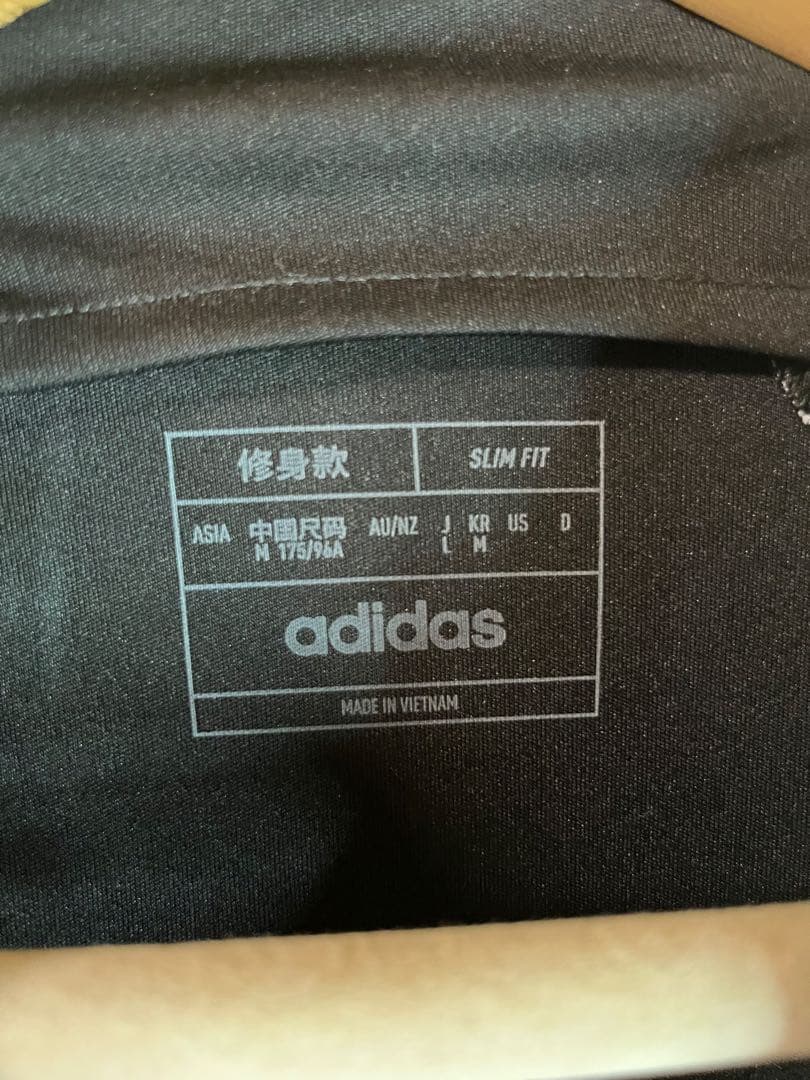 修身款 SLIM FIT
ASIA 中国尺码 AU/NZ J KR US D
M 175/96A L M
adidas
MADE IN VIETNAM